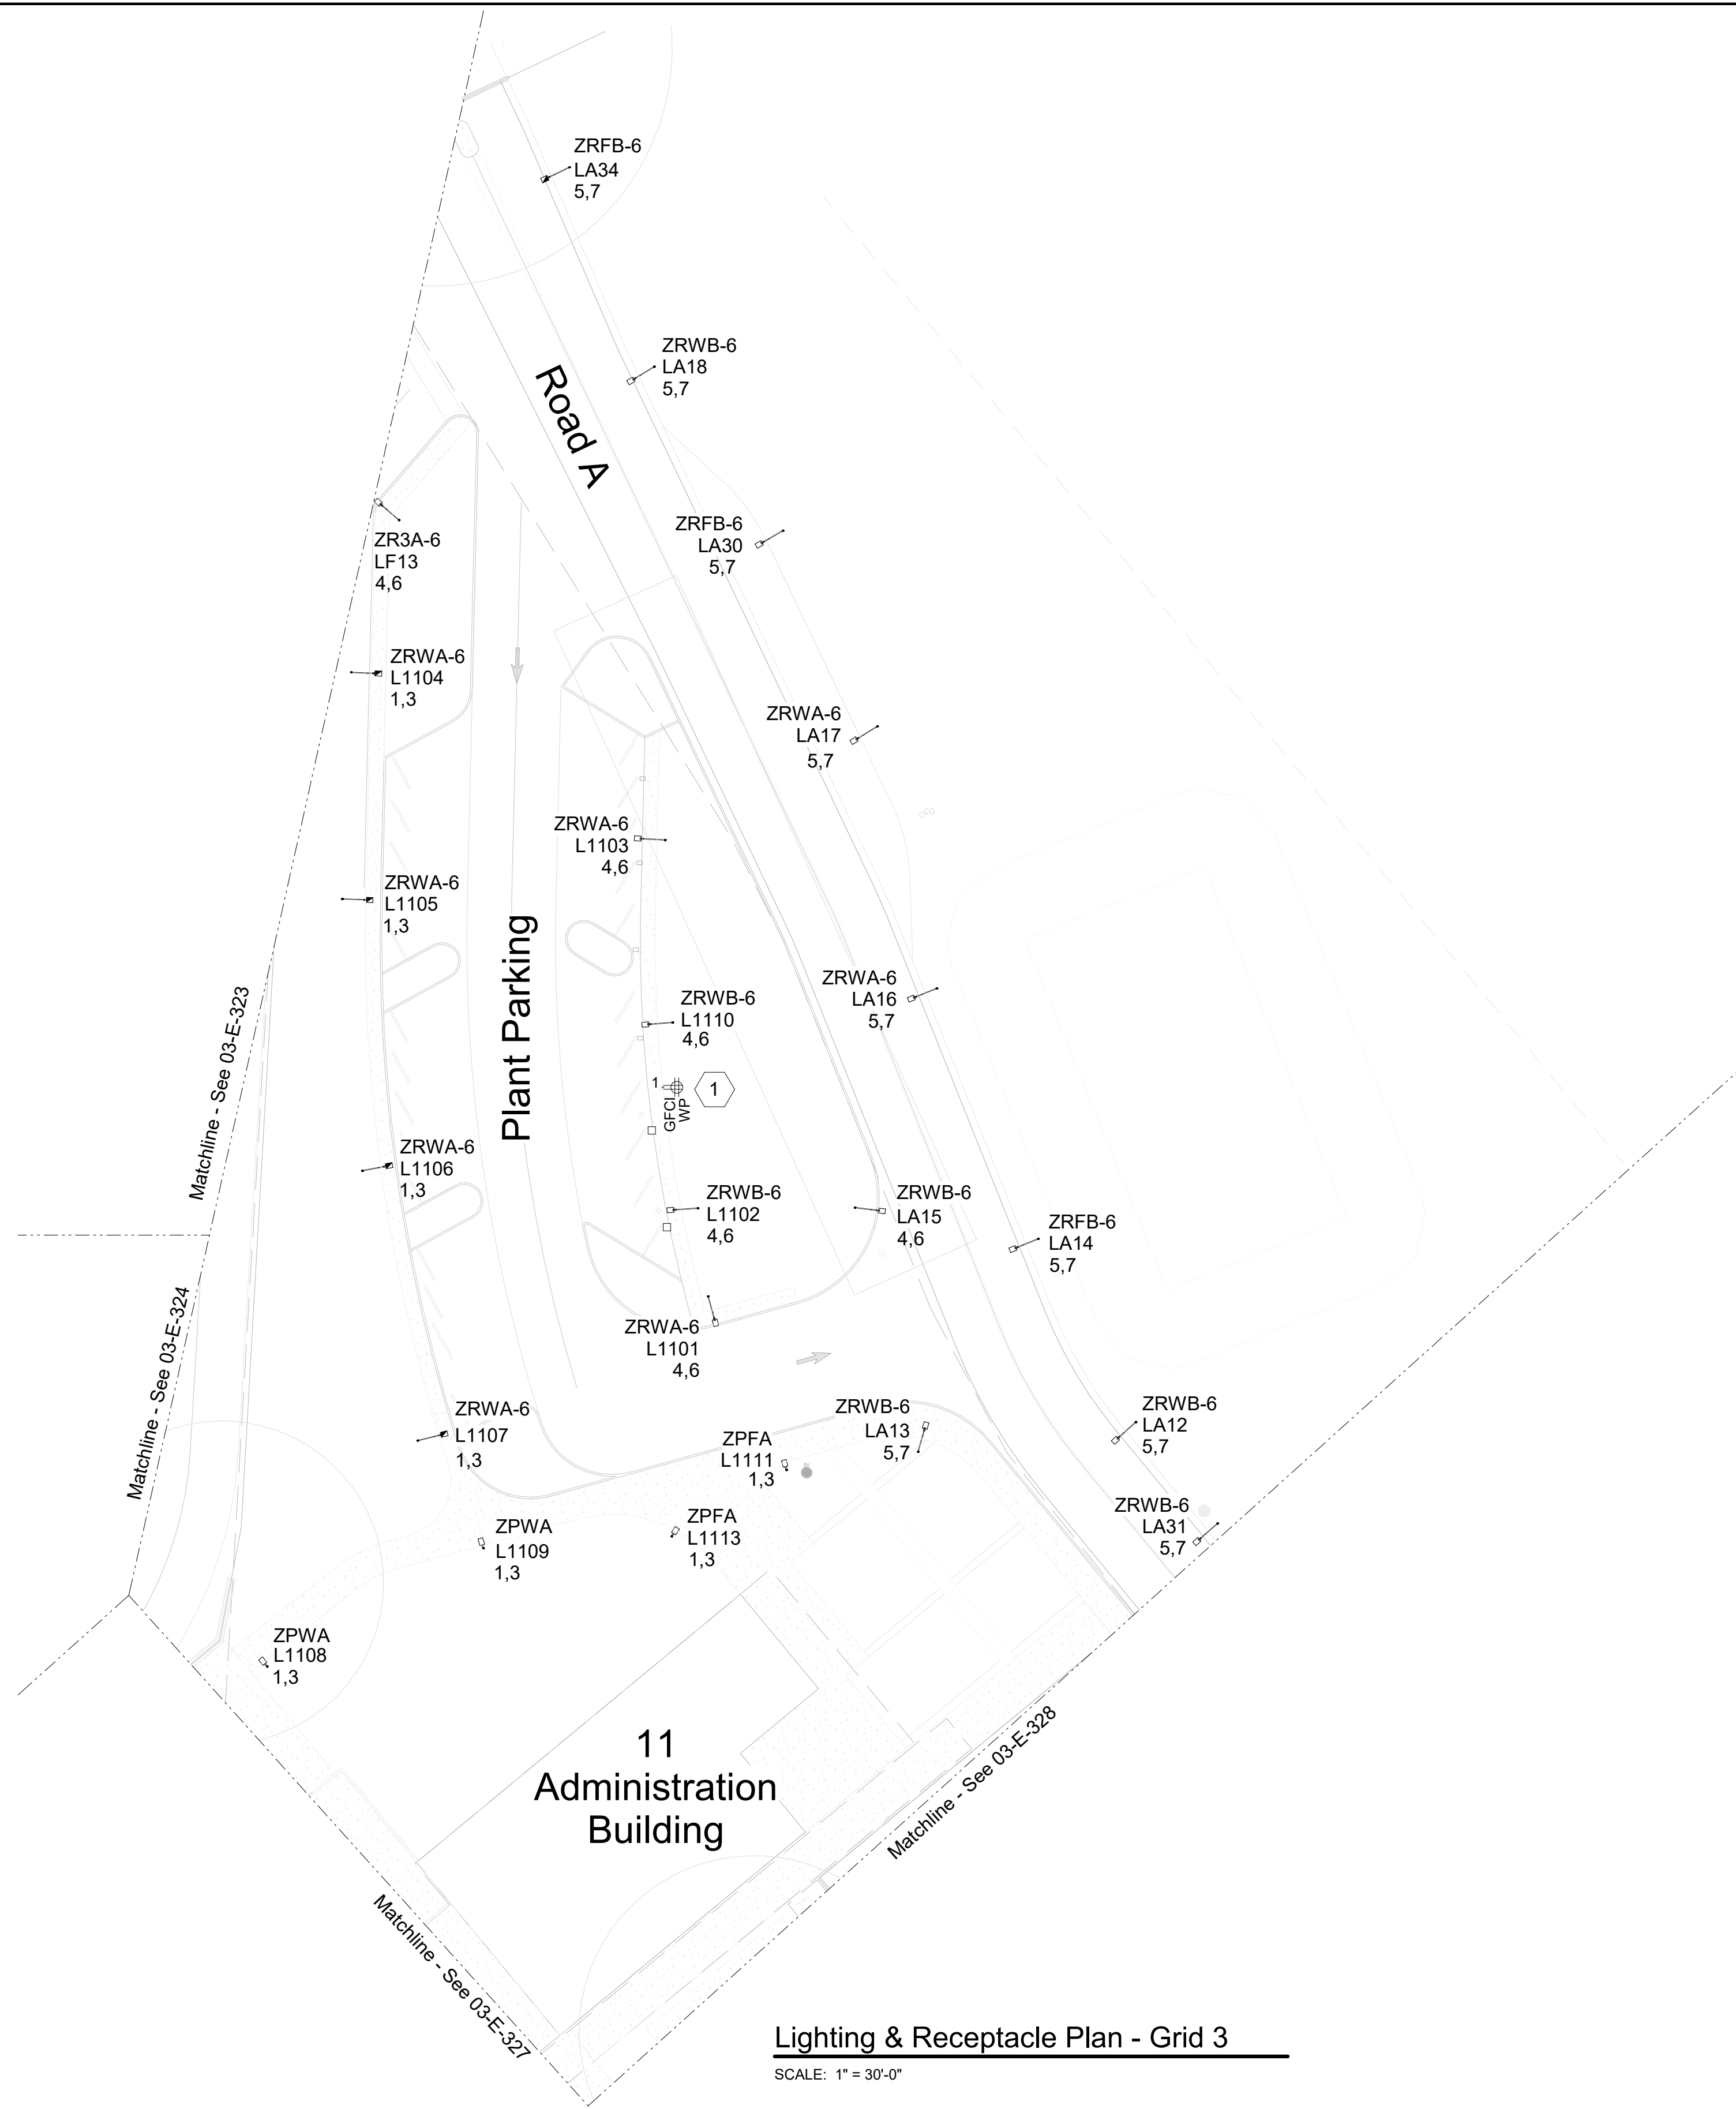 ZRFB-6
LA34
5,7
ZRWB-6
LA18
5,7
Road A
ZRFB-6
LA30
5,7
ZR3A-6
LF13
4,6
ZRWA-6
L1104
1,3
ZRWA-6
LA17
5,7
ZRWA-6
L1103
4,6
ZRWA-6
L1105
1,3
Plant Parking
ZRWA-6
LA16
5,7
ZRWB-6
L1110
4,6
Matchline - See 03-E-323
1
GFCI
WP
1
ZRWA-6
L1106
1,3
ZRWB-6
L1102
4,6
ZRWB-6
LA15
4,6
ZRFB-6
LA14
5,7
Matchline - See 03-E-324
ZRWA-6
L1101
4,6
ZRWA-6
L1107
1,3
ZPFA
L1111
1,3
ZRWB-6
LA13
5,7
ZRWB-6
LA12
5,7
ZRWB-6
LA31
5,7
ZPWA
L1109
1,3
ZPFA
L1113
1,3
ZPWA
L1108
1,3
11
Administration
Building
Matchline - See 03-E-328
Matchline - See 03-E-327
Lighting & Receptacle Plan - Grid 3
SCALE: 1" = 30'-0"